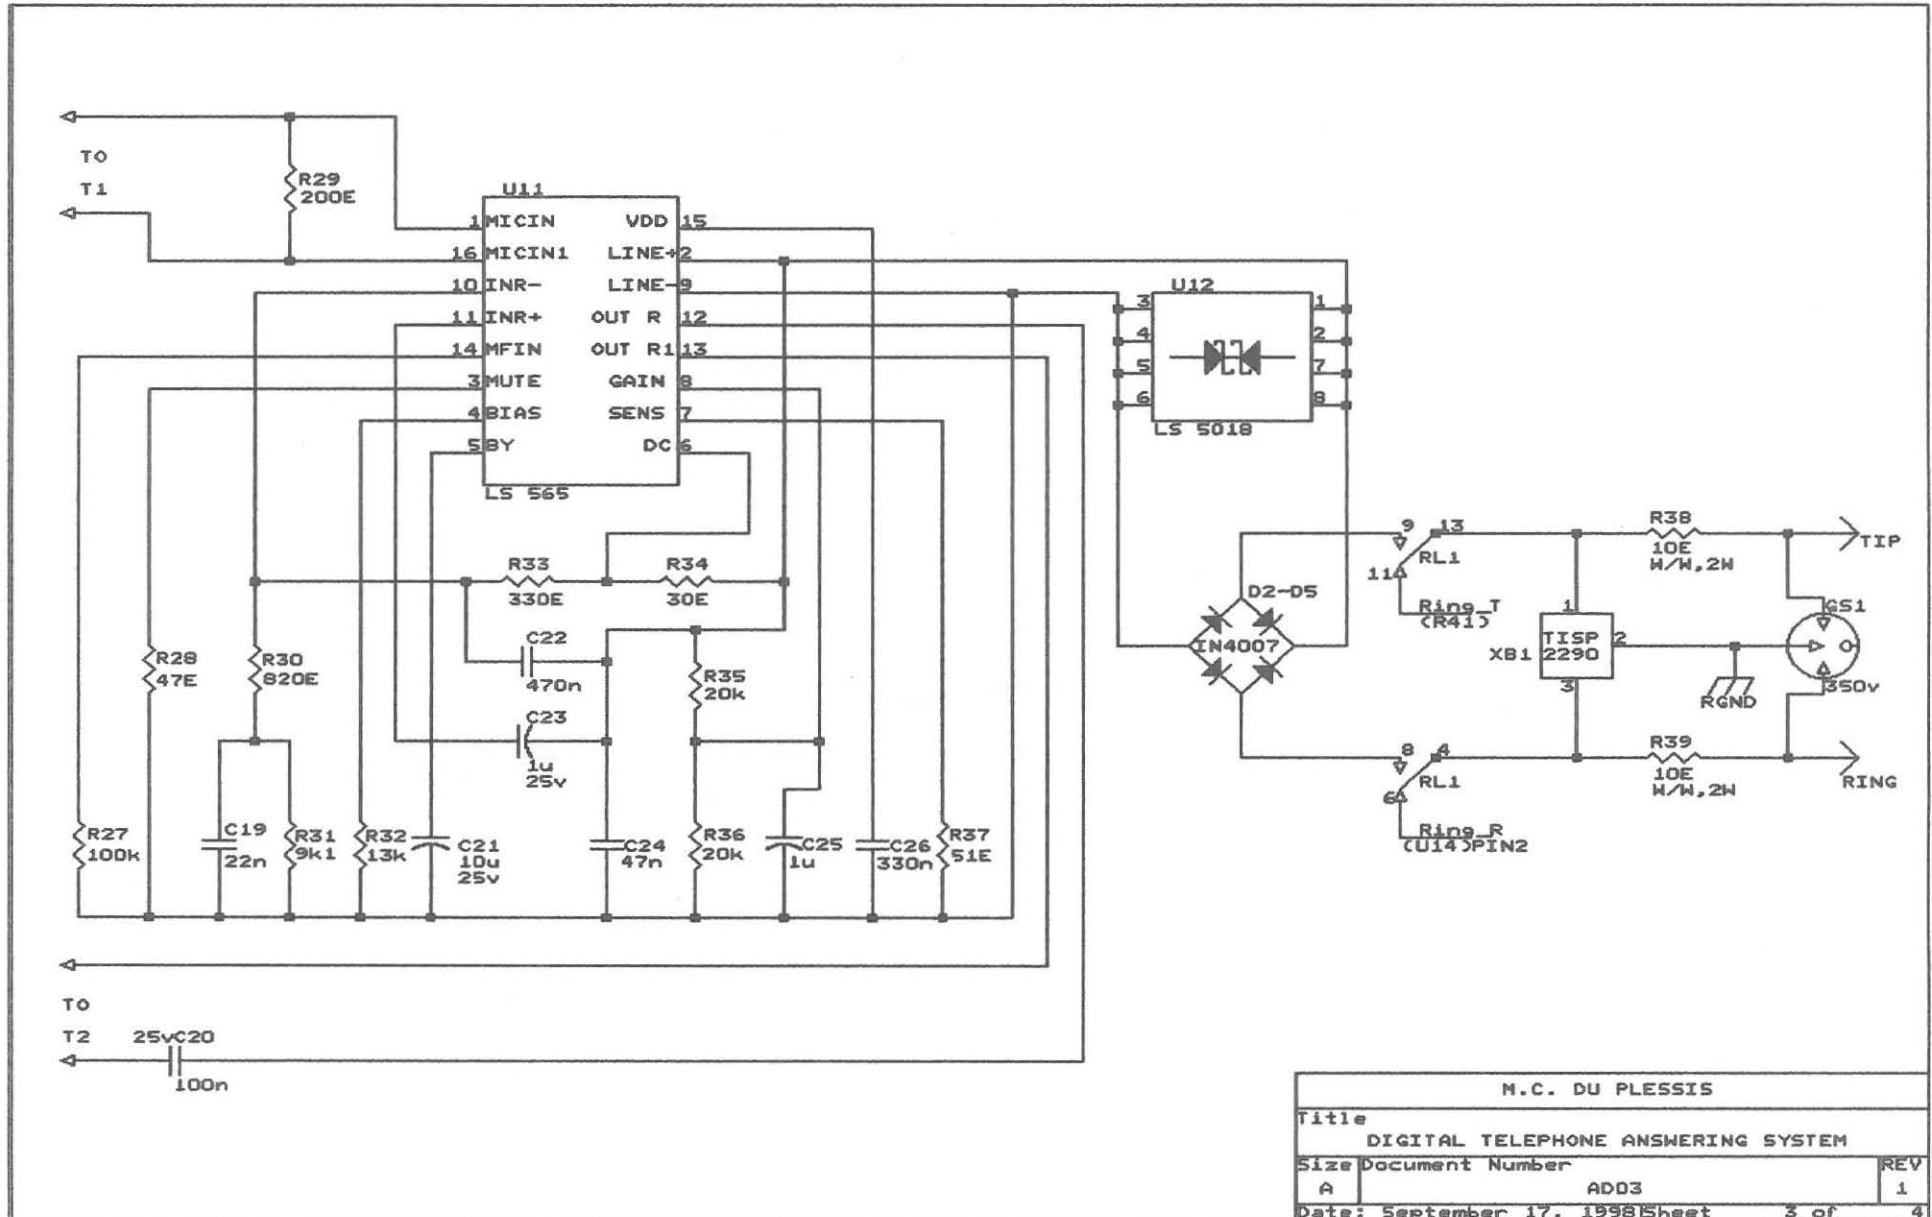 TO
T1
R29
200E
U11
1 MICIN VDD 15
16 MICIN1 LINE+ 2
10 INR- LINE- 9
11 INR+ OUT R 12
14 MFIN OUT R1 13
3 MUTE GAIN 8
4 BIAS SENS 7
5 BY DC 6
LS 565
U12
3 1
4 2
5 7
6 8
LS 5018
R33
330E
R34
30E
C22
470n
C23
1u
25v
R28
47E
R30
820E
R35
20k
R27
100k
C19
22n
R31
9k1
R32
13k
C21
10u
25v
C24
47n
R36
20k
C25
1u
C26
330n
R37
51E
D2-D5
IN4007
9 13
RL1
11
Ring_T
(R41)
R38
10E
W/W,2W
TIP
1
TISP
2290
2
3
XB1
GS1
350v
RGND
8 4
RL1
6
Ring_R
(U14)PIN2
R39
10E
W/W,2W
RING
TO
T2
25vC20
100n
M.C. DU PLESSIS
Title
DIGITAL TELEPHONE ANSWERING SYSTEM
Size Document Number REV
A ADD3 1
Date: September 17, 1998 Sheet 3 of 4